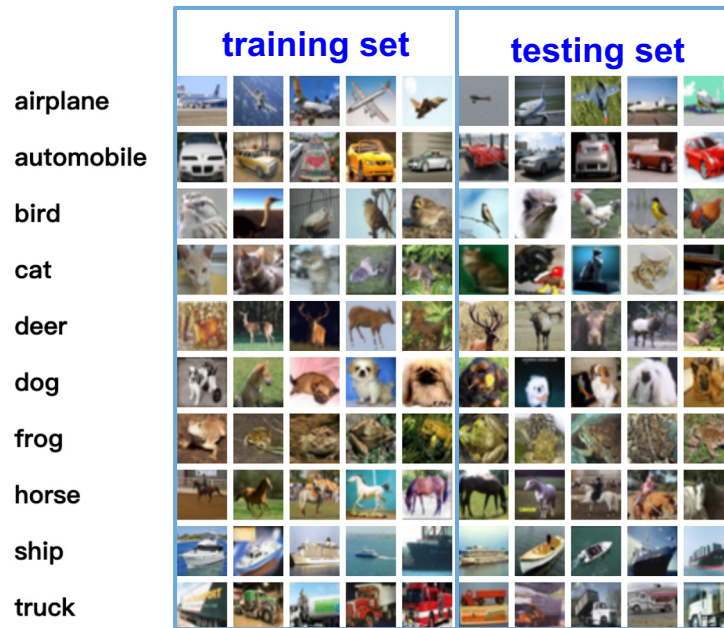 training set
testing set
airplane
automobile
bird
cat
deer
dog
frog
horse
ship
truck